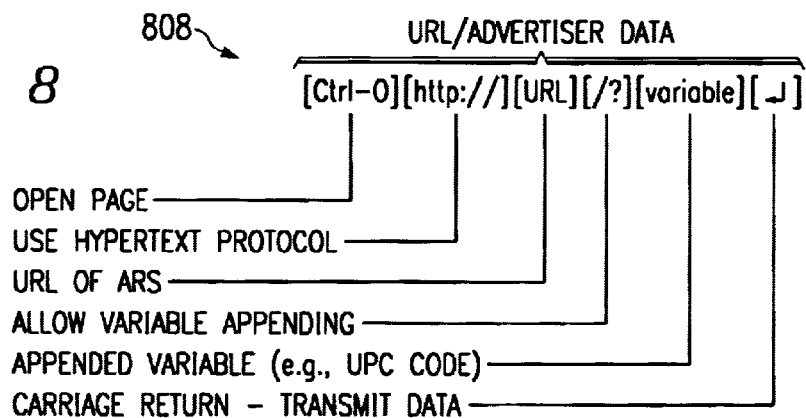 808
URL/ADVERTISER DATA
8
[Ctrl-O][http://][URL][/?][variable][↵]
OPEN PAGE
USE HYPERTEXT PROTOCOL
URL OF ARS
ALLOW VARIABLE APPENDING
APPENDED VARIABLE (e.g., UPC CODE)
CARRIAGE RETURN - TRANSMIT DATA